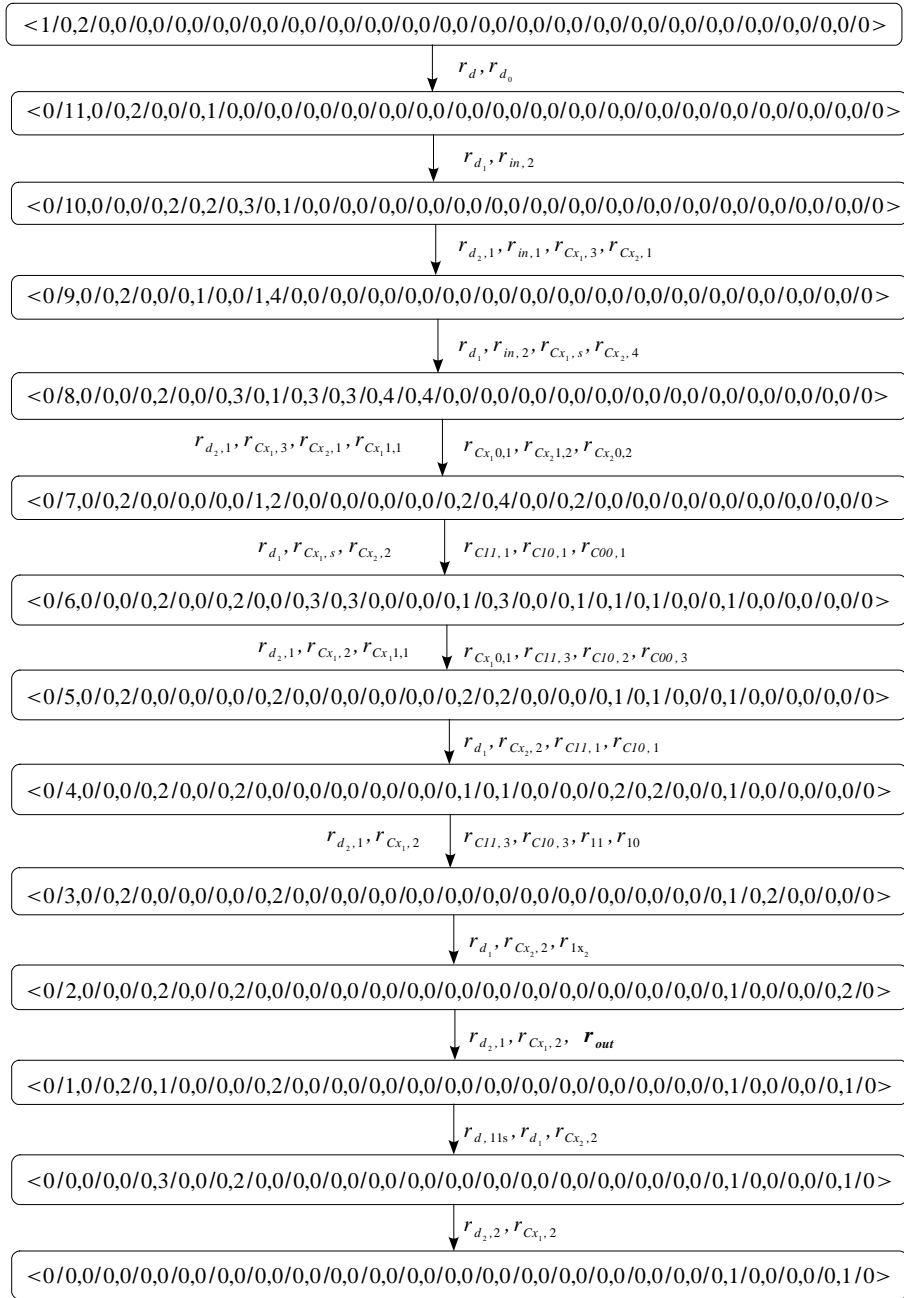 <1/0,2/0,0/0,0/0,0/0,0/0,0/0,0/0,0/0,0/0,0/0,0/0,0/0,0/0,0/0,0/0,0/0,0/0,0/0,0/0,0/0,0/0>
r_d, r_{d_0}
<0/11,0/0,2/0,0/0,1/0,0/0,0/0,0/0,0/0,0/0,0/0,0/0,0/0,0/0,0/0,0/0,0/0,0/0,0/0,0/0,0/0,0/0>
r_{d_1}, r_{in,2}
<0/10,0/0,0/0,2/0,2/0,3/0,1/0,0/0,0/0,0/0,0/0,0/0,0/0,0/0,0/0,0/0,0/0,0/0,0/0,0/0,0/0,0/0>
r_{d_2,1}, r_{in,1}, r_{Cx_1,3}, r_{Cx_2,1}
<0/9,0/0,2/0,0/0,1/0,0/1,4/0,0/0,0/0,0/0,0/0,0/0,0/0,0/0,0/0,0/0,0/0,0/0,0/0,0/0,0/0,0/0>
r_{d_1}, r_{in,2}, r_{Cx_1,s}, r_{Cx_2,4}
<0/8,0/0,0/0,2/0,0/0,3/0,1/0,3/0,3/0,4/0,4/0,0/0,0/0,0/0,0/0,0/0,0/0,0/0,0/0,0/0,0/0,0/0>
r_{d_2,1}, r_{Cx_1,3}, r_{Cx_2,1}, r_{Cx_11,1} r_{Cx_10,1}, r_{Cx_21,2}, r_{Cx_20,2}
<0/7,0/0,2/0,0/0,0/0,0/1,2/0,0/0,0/0,0/0,0/0,2/0,4/0,0/0,2/0,0/0,0/0,0/0,0/0,0/0,0/0,0/0>
r_{d_1}, r_{Cx_1,s}, r_{Cx_2,2} r_{C11,1}, r_{C10,1}, r_{C00,1}
<0/6,0/0,0/0,2/0,0/0,2/0,0/0,3/0,3/0,0/0,0/0,1/0,3/0,0/0,1/0,1/0,1/0,0/0,1/0,0/0,0/0,0/0>
r_{d_2,1}, r_{Cx_1,2}, r_{Cx_11,1} r_{Cx_10,1}, r_{C11,3}, r_{C10,2}, r_{C00,3}
<0/5,0/0,2/0,0/0,0/0,0/0,2/0,0/0,0/0,0/0,0/0,2/0,2/0,0/0,0/0,1/0,1/0,0/0,1/0,0/0,0/0,0/0>
r_{d_1}, r_{Cx_2,2}, r_{C11,1}, r_{C10,1}
<0/4,0/0,0/0,2/0,0/0,2/0,0/0,0/0,0/0,0/0,0/0,1/0,1/0,0/0,0/0,2/0,2/0,0/0,1/0,0/0,0/0,0/0>
r_{d_2,1}, r_{Cx_1,2} r_{C11,3}, r_{C10,3}, r_{11}, r_{10}
<0/3,0/0,2/0,0/0,0/0,0/0,2/0,0/0,0/0,0/0,0/0,0/0,0/0,0/0,0/0,0/0,0/0,0/0,1/0,2/0,0/0,0/0>
r_{d_1}, r_{Cx_2,2}, r_{1x_2}
<0/2,0/0,0/0,2/0,0/0,2/0,0/0,0/0,0/0,0/0,0/0,0/0,0/0,0/0,0/0,0/0,0/0,0/0,1/0,0/0,0/0,2/0>
r_{d_2,1}, r_{Cx_1,2}, r_{out}
<0/1,0/0,2/0,1/0,0/0,0/0,2/0,0/0,0/0,0/0,0/0,0/0,0/0,0/0,0/0,0/0,0/0,0/0,1/0,0/0,0/0,1/0>
r_{d,11s}, r_{d_1}, r_{Cx_2,2}
<0/0,0/0,0/0,3/0,0/0,2/0,0/0,0/0,0/0,0/0,0/0,0/0,0/0,0/0,0/0,0/0,0/0,0/0,1/0,0/0,0/0,1/0>
r_{d_2,2}, r_{Cx_1,2}
<0/0,0/0,0/0,0/0,0/0,0/0,0/0,0/0,0/0,0/0,0/0,0/0,0/0,0/0,0/0,0/0,0/0,0/0,1/0,0/0,0/0,1/0>